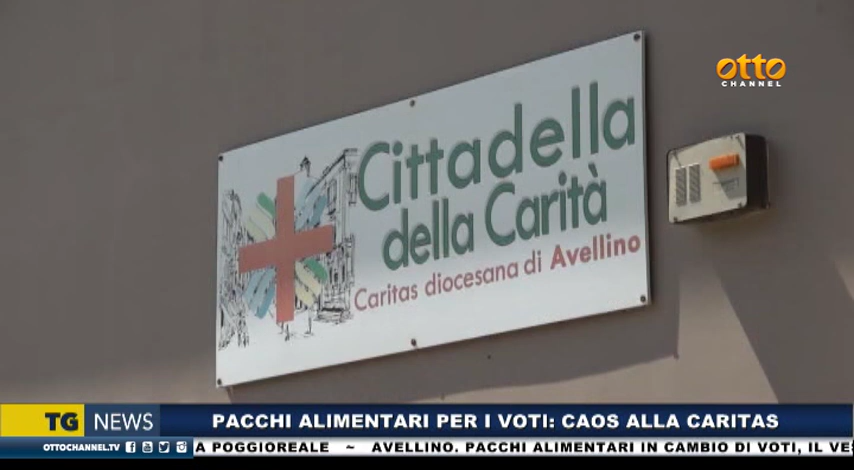 otto
CHANNEL
Cittadella
della Carità
Caritas diocesana di Avellino
TG NEWS
PACCHI ALIMENTARI PER I VOTI: CAOS ALLA CARITAS
OTTOCHANNEL.TV
A POGGIOREALE ~ AVELLINO. PACCHI ALIMENTARI IN CAMBIO DI VOTI, IL VE